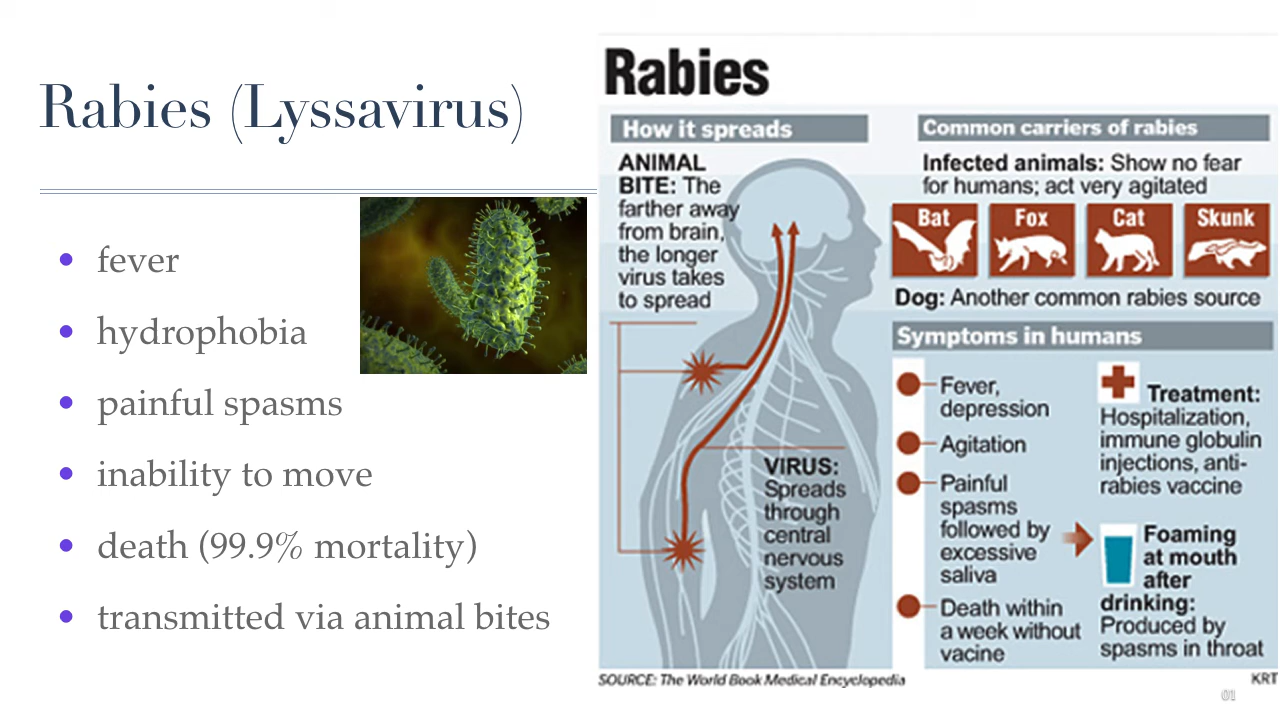 Rabies (Lyssavirus)
• fever
• hydrophobia
• painful spasms
• inability to move
• death (99.9% mortality)
• transmitted via animal bites
Rabies
How it spreads
ANIMAL
BITE: The
farther away
from brain,
the longer
virus takes
to spread
VIRUS:
Spreads
through
central
nervous
system
Common carriers of rabies
Infected animals: Show no fear
for humans; act very agitated
Bat
Fox
Cat
Skunk
Dog: Another common rabies source
Symptoms in humans
Fever,
depression
Agitation
Painful
spasms
followed by
excessive
saliva
Death within
a week without
vacine
Treatment:
Hospitalization,
immune globulin
injections, anti-
rabies vaccine
Foaming
at mouth
after
drinking:
Produced by
spasms in throat
SOURCE: The World Book Medical Encyclopedia
KRT
01